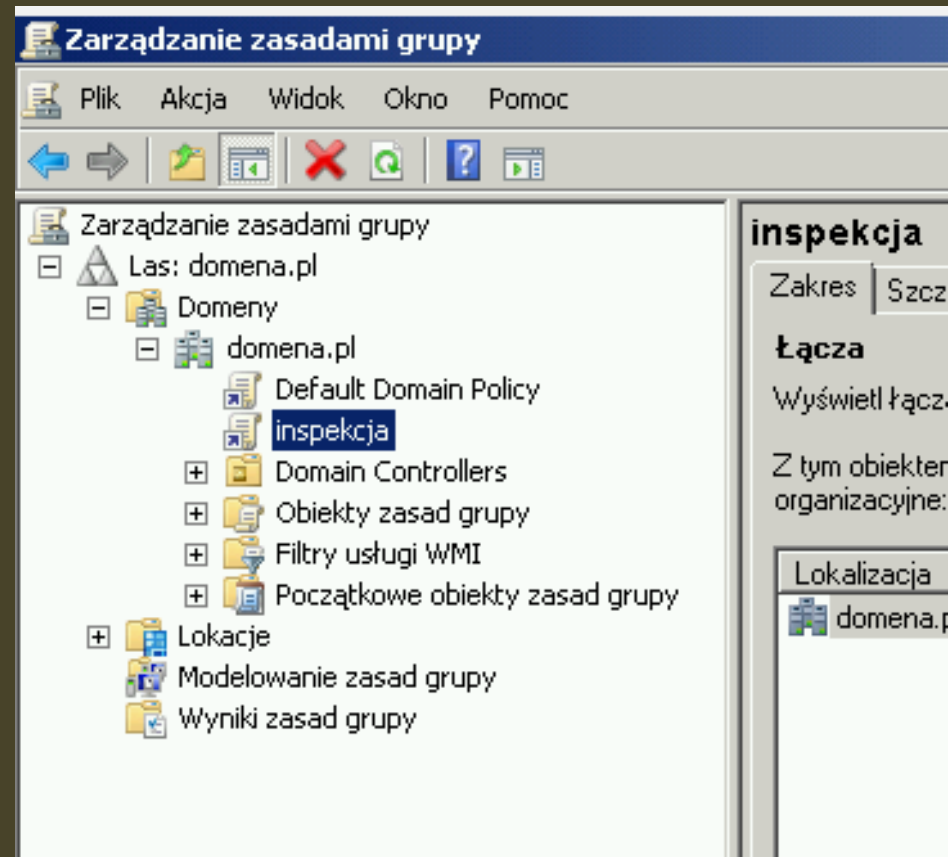 Zarządzanie zasadami grupy
Plik Akcja Widok Okno Pomoc
Zarządzanie zasadami grupy
Las: domena.pl
Domeny
domena.pl
Default Domain Policy
inspekcja
Domain Controllers
Obiekty zasad grupy
Filtry usługi WMI
Początkowe obiekty zasad grupy
Lokacje
Modelowanie zasad grupy
Wyniki zasad grupy
inspekcja
Zakres
Łącza
Wyświetl
Z tym
organizacyjne:
Lokalizacja